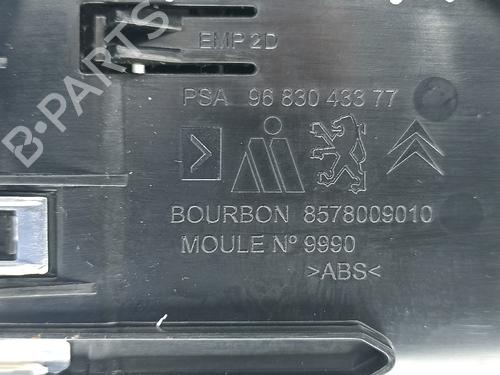 EMP 2D
PSA 96 830 433 77
BOURBON 8578009010
MOULE Nº 9990
>ABS<
B-PARTS